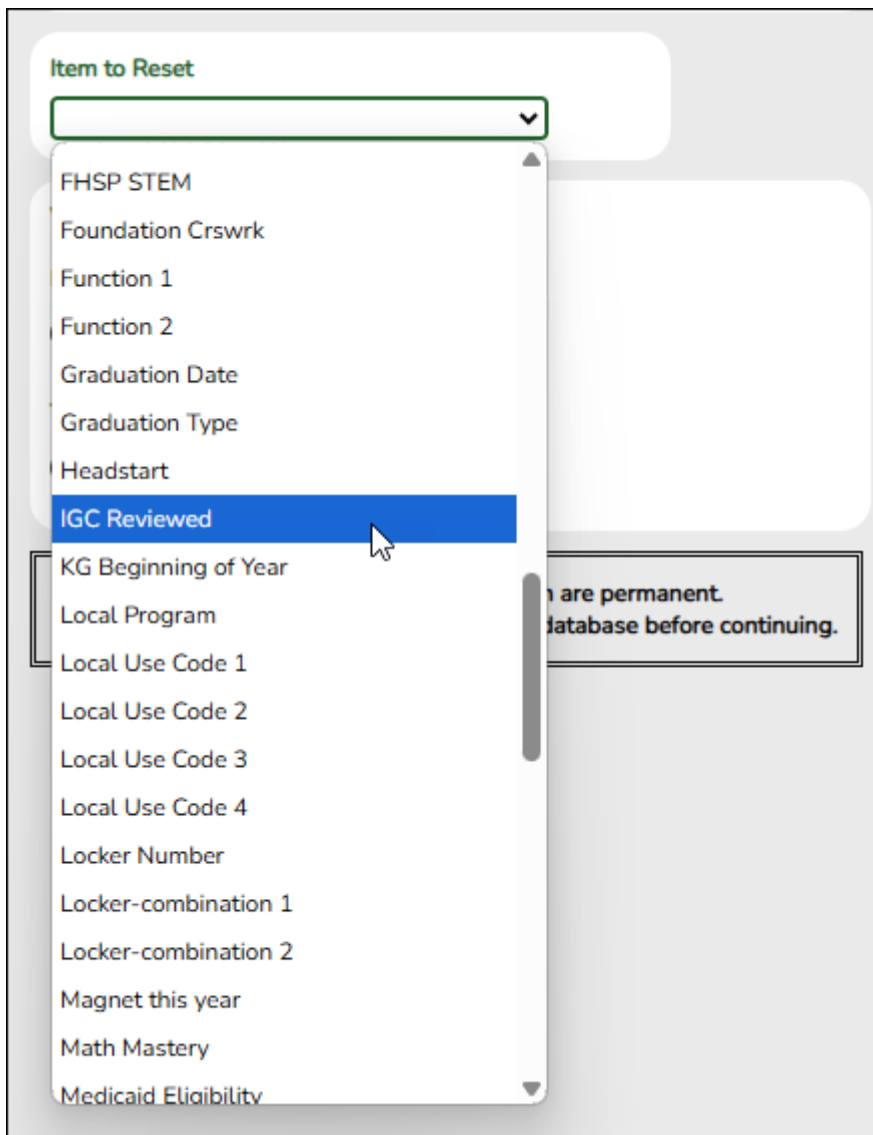 Item to Reset
FHSP STEM
Foundation Crswrk
Function 1
Function 2
Graduation Date
Graduation Type
Headstart
IGC Reviewed
KG Beginning of Year
are permanent.
Local Program
database before continuing.
Local Use Code 1
Local Use Code 2
Local Use Code 3
Local Use Code 4
Locker Number
Locker-combination 1
Locker-combination 2
Magnet this year
Math Mastery
Medicaid Eligibility